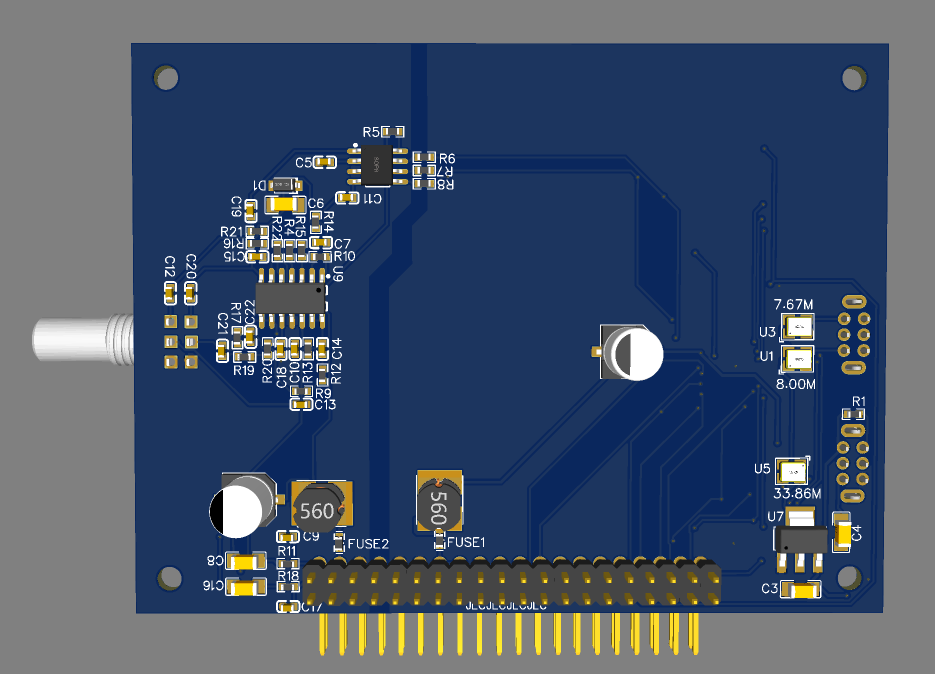 R5
C5
R6
R7
R8
D1
C11
C19
C6
R14
R22
R4
R15
R21
R16
C15
C7
R10
U9
C12
C20
R17
C22
C21
R19
R20
C18
C10
R13
C14
R12
R9
C13
7.67M
U3
U1
8.00M
R1
U5
33.86M
U7
C4
C3
560
560
C9
FUSE2
FUSE1
R11
C8
R18
C16
C17
JLCJLCJLCJLC